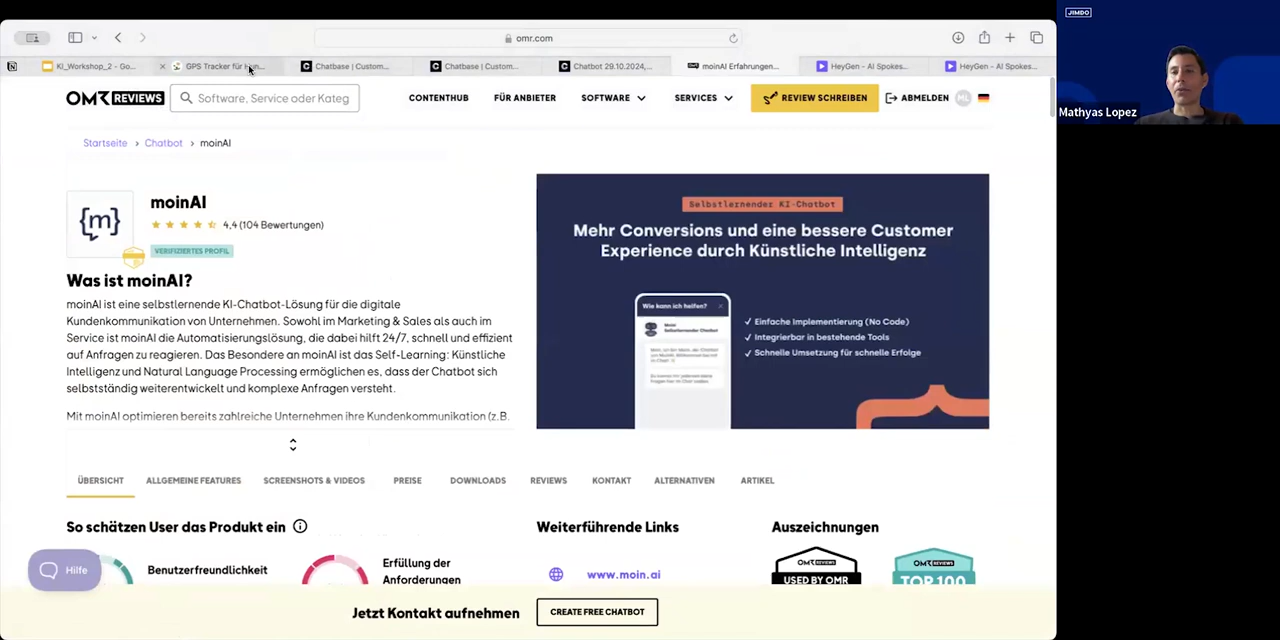 omr.com
KI_Workshop_2 - Go...
GPS Tracker für
Chatbase | Custom...
Chatbase | Custom...
Chatbot 29.10.2024,...
moinAI Erfahrungen...
HeyGen - AI Spokes...
HeyGen - AI Spokes...
JIMDO
Mathyas Lopez
OMR REVIEWS
Software, Service oder Kateg
CONTENTHUB
FÜR ANBIETER
SOFTWARE
SERVICES
REVIEW SCHREIBEN
ABMELDEN
ML
Startseite › Chatbot › moinAI
{m}
moinAI
4,4 (104 Bewertungen)
VERIFIZIERTES PROFIL
Was ist moinAI?
moinAI ist eine selbstlernende KI-Chatbot-Lösung für die digitale
Kundenkommunikation von Unternehmen. Sowohl im Marketing & Sales als auch im
Service ist moinAI die Automatisierungslösung, die dabei hilft 24/7, schnell und effizient
auf Anfragen zu reagieren. Das Besondere an moinAI ist das Self-Learning: Künstliche
Intelligenz und Natural Language Processing ermöglichen es, dass der Chatbot sich
selbstständig weiterentwickelt und komplexe Anfragen versteht.
Mit moinAI optimieren bereits zahlreiche Unternehmen ihre Kundenkommunikation (z.B.
Selbstlernender KI-Chatbot
Mehr Conversions und eine bessere Customer
Experience durch Künstliche Intelligenz
Wie kann ich helfen?
Moin
Selbstlernender Chatbot
✓ Einfache Implementierung (No Code)
✓ Integrierbar in bestehende Tools
✓ Schnelle Umsetzung für schnelle Erfolge
ÜBERSICHT
ALLGEMEINE FEATURES
SCREENSHOTS & VIDEOS
PREISE
DOWNLOADS
REVIEWS
KONTAKT
ALTERNATIVEN
ARTIKEL
So schätzen User das Produkt ein
Benutzerfreundlichkeit
Erfüllung der
Anforderungen
Weiterführende Links
www.moin.ai
Auszeichnungen
OMR REVIEWS
USED BY OMR
OMR REVIEWS
TOP 100
Hilfe
Jetzt Kontakt aufnehmen
CREATE FREE CHATBOT